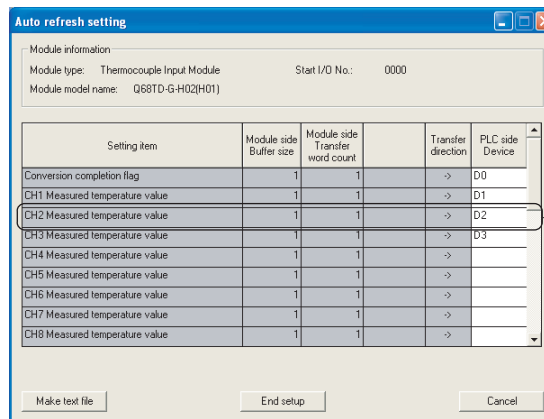 Auto refresh setting
Module information
Module type: Thermocouple Input Module Start I/O No.: 0000
Module model name: Q68TD-G-H02(H01)
Setting item Module side Buffer size Module side Transfer word count Transfer direction PLC side Device
Conversion completion flag 1 1 -> D0
CH1 Measured temperature value 1 1 -> D1
CH2 Measured temperature value 1 1 -> D2
CH3 Measured temperature value 1 1 -> D3
CH4 Measured temperature value 1 1 ->
CH5 Measured temperature value 1 1 ->
CH6 Measured temperature value 1 1 ->
CH7 Measured temperature value 1 1 ->
CH8 Measured temperature value 1 1 ->
Make text file End setup Cancel